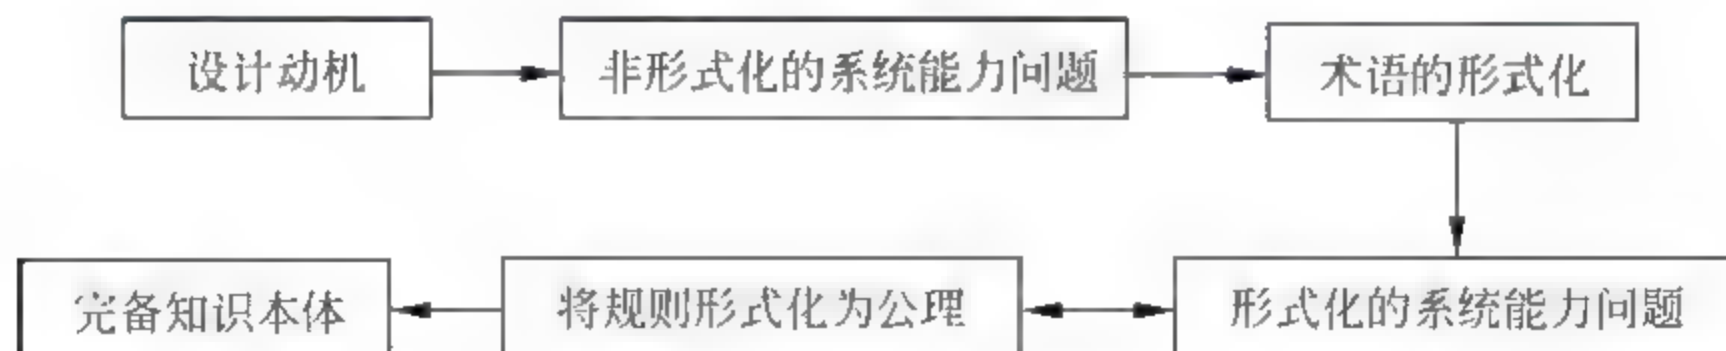 设计动机
非形式化的系统能力问题
术语的形式化
完备知识本体
将规则形式化为公理
形式化的系统能力问题